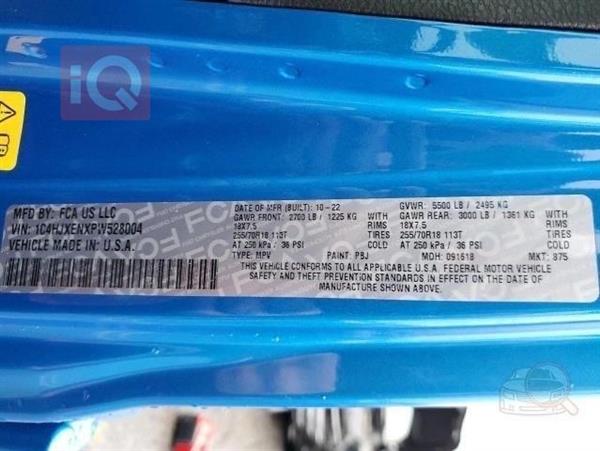 iQ
MFD BY: FCA US LLC
VIN: 1C4HJXENXPW528004
VEHICLE MADE IN U.S.A.
DATE OF MFR (BUILT): 10-22 GVWR: 5500 LB / 2495 KG
GAWR FRONT: 2700 LB / 1225 KG GAWR REAR: 3000 LB / 1361 KG
18X7.5 RIMS 18X7.5 RIMS
255/70R18 113T TIRES 255/70R18 113T TIRES
AT 250 kPa / 36 PSI AT 250 kPa / 36 PSI
TYPE: MPV PAINT: PBJ MDH: 091618 MKT: 875
THIS VEHICLE CONFORMS TO ALL APPLICABLE U.S.A. FEDERAL MOTOR VEHICLE
SAFETY AND THEFT PREVENTION STANDARDS IN EFFECT ON THE DATE OF
MANUFACTURE SHOWN ABOVE.